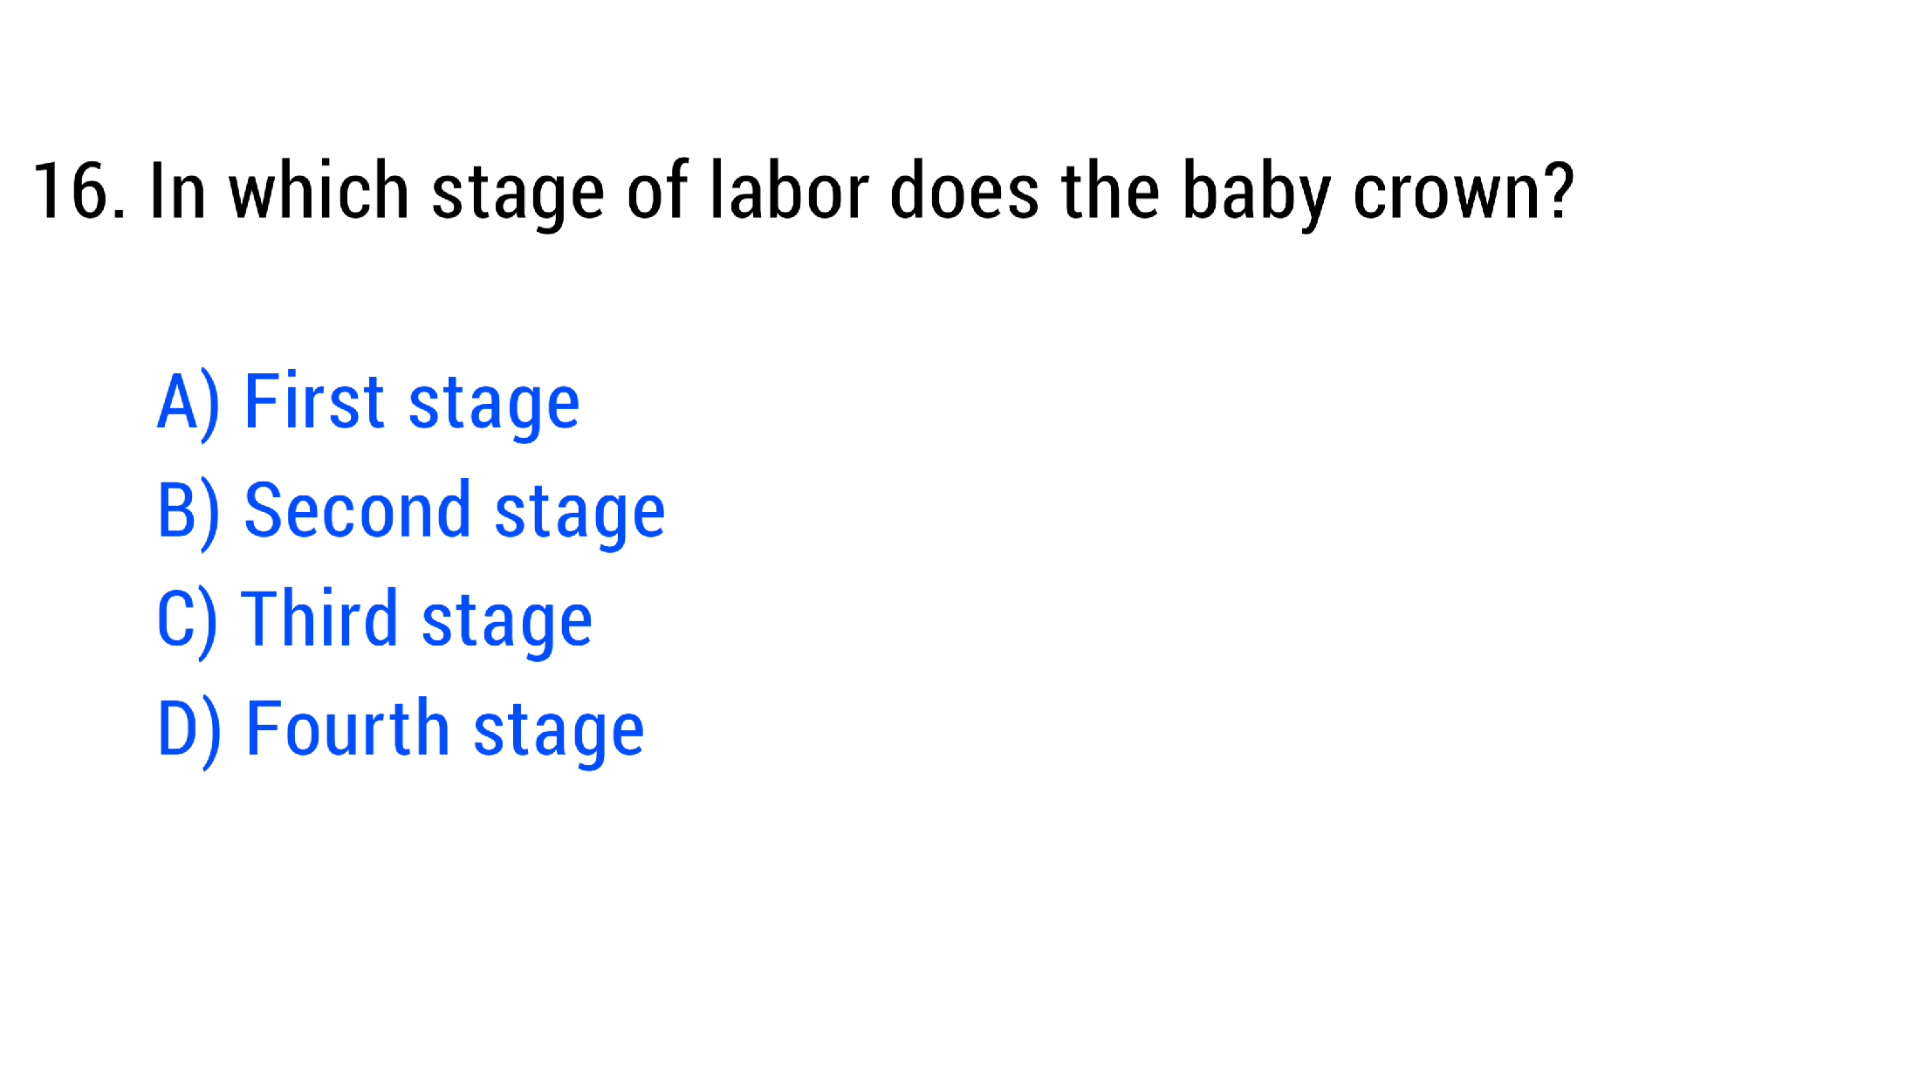 16. In which stage of labor does the baby crown?
A) First stage
B) Second stage
C) Third stage
D) Fourth stage